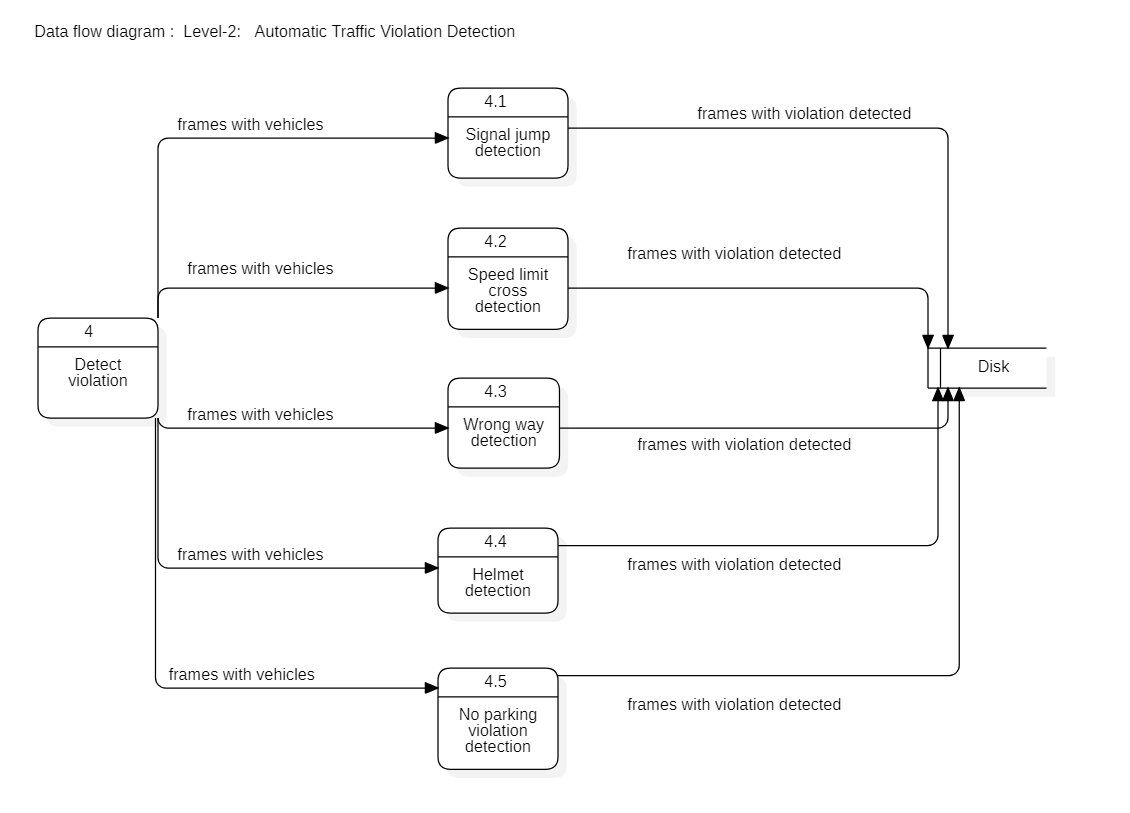 Data flow diagram : Level-2: Automatic Traffic Violation Detection
4.1
Signal jump
detection
frames with vehicles
frames with violation detected
4.2
Speed limit
cross
detection
frames with vehicles
frames with violation detected
4
Detect
violation
Disk
4.3
Wrong way
detection
frames with vehicles
frames with violation detected
4.4
Helmet
detection
frames with vehicles
frames with violation detected
4.5
No parking
violation
detection
frames with vehicles
frames with violation detected